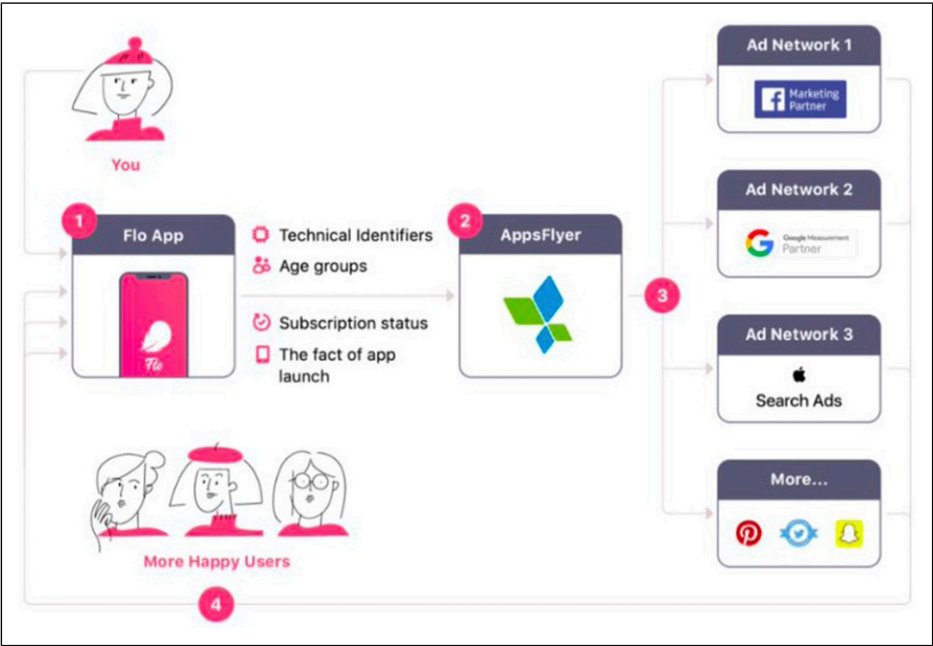 Ad Network 1
Marketing
Partner
You
Ad Network 2
Google Measurement
Partner
1
Flo App
Flo
Technical Identifiers
Age groups
Subscription status
The fact of app
launch
2
AppsFlyer
3
Ad Network 3
Search Ads
More...
More Happy Users
4